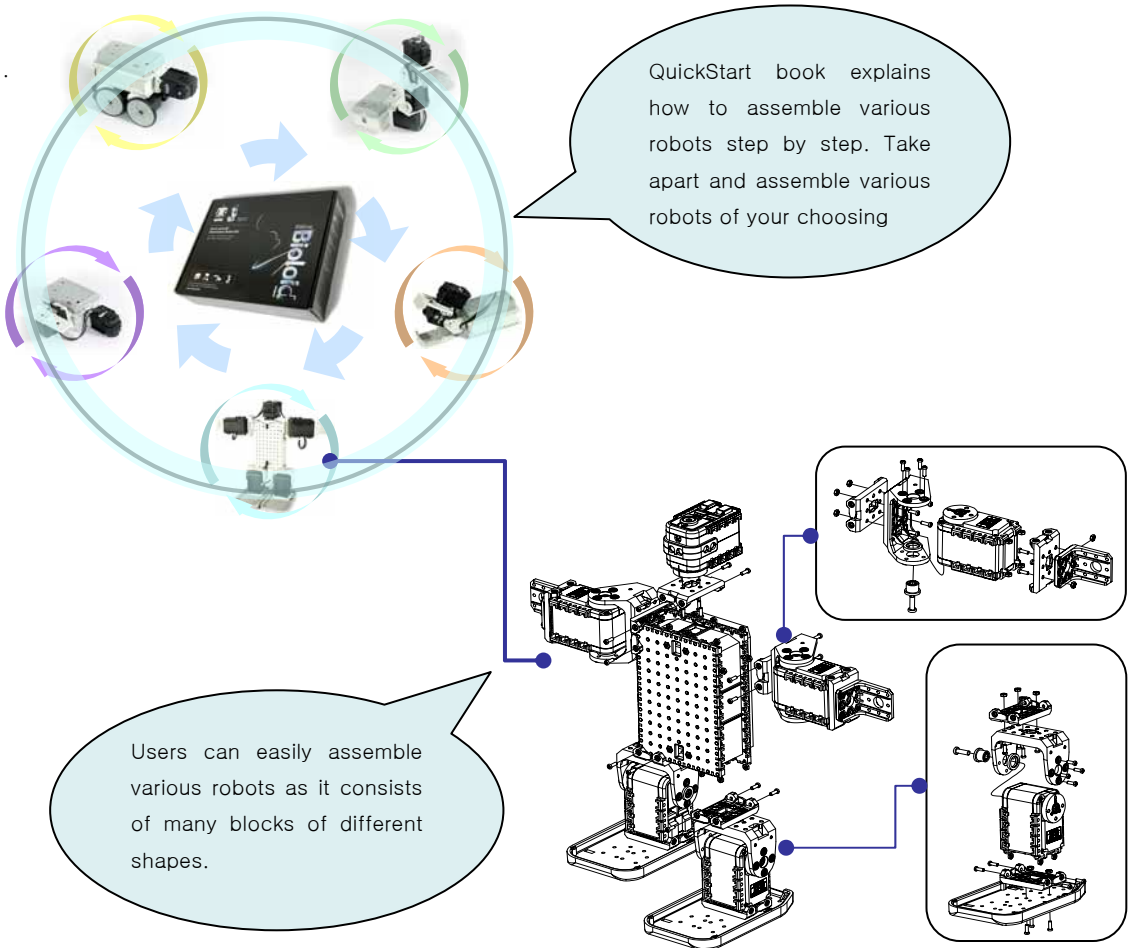 QuickStart book explains
how to assemble various
robots step by step. Take
apart and assemble various
robots of your choosing
Bioloid
Users can easily assemble
various robots as it consists
of many blocks of different
shapes.